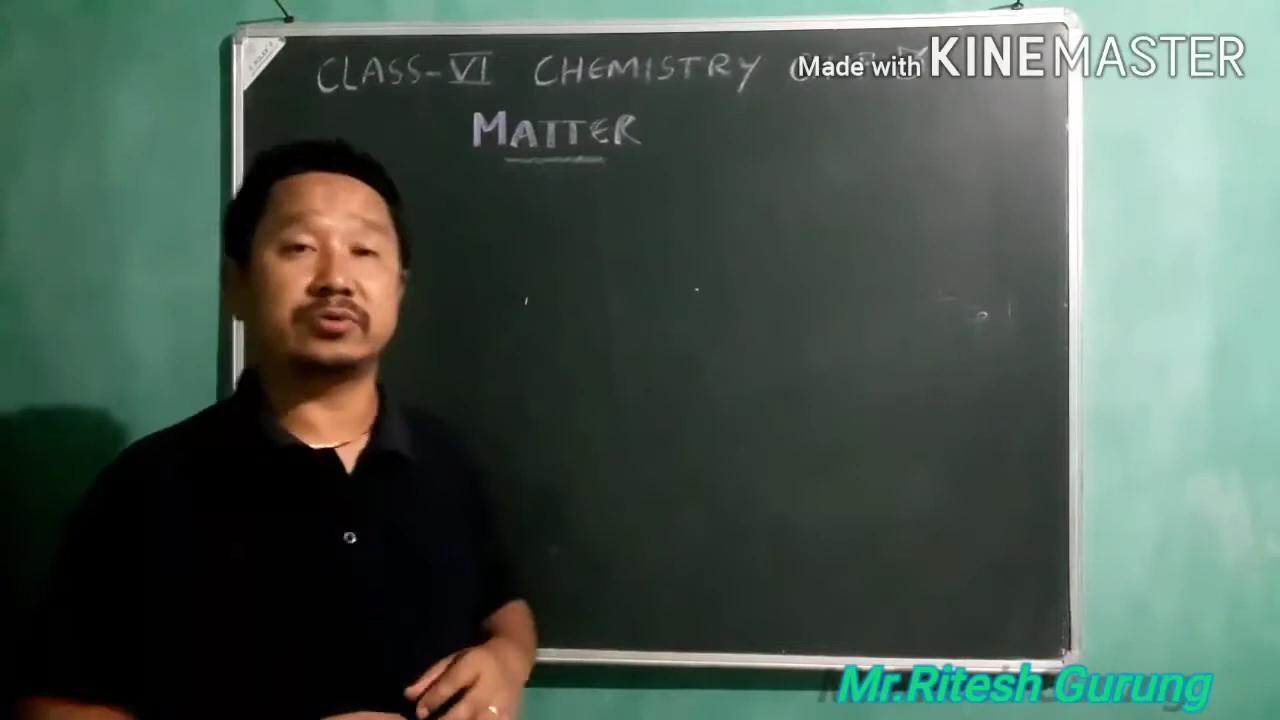 CLASS-VI CHEMISTRY
Made with KINEMASTER
MATTER
Mr.Ritesh Gurung